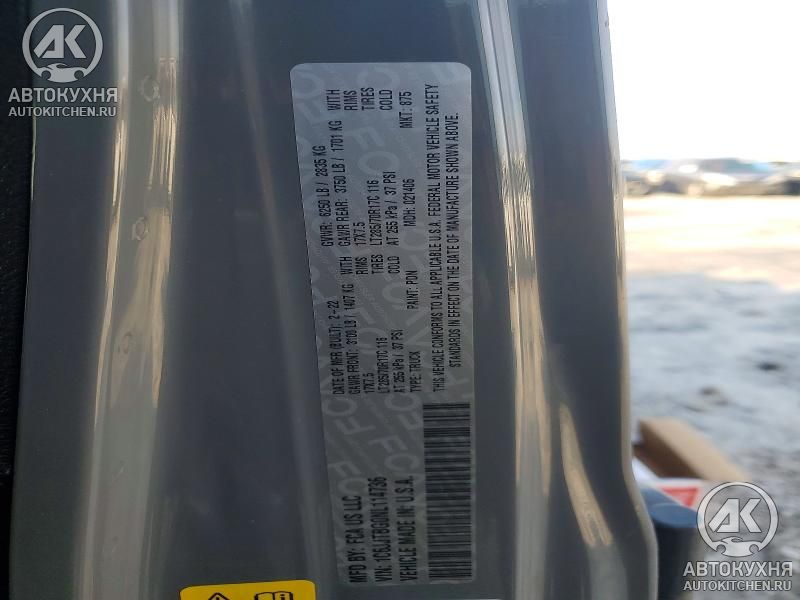 АВТОКУХНЯ
AUTOKITCHEN.RU
MFD BY: FCA US LLC
DATE OF MFR (BUILT): 2-22
GVWR: 6250 LB / 2835 KG
WITH
GAWR FRONT: 3100 LB / 1407 KG
WITH
GAWR REAR: 3750 LB / 1701 KG
RIMS
17X7.5
RIMS
17X7.5
TIRES
LT285/70R17C 116
TIRES
LT285/70R17C 116
COLD
AT 255 kPa / 37 PSI
COLD
AT 255 kPa / 37 PSI
VIN: 1C6JJTBG0NL114736
TYPE: TRUCK
PAINT: PDN
MDH: 021406
MKT: 875
VEHICLE MADE IN: U.S.A.
THIS VEHICLE CONFORMS TO ALL APPLICABLE U.S.A. FEDERAL MOTOR VEHICLE SAFETY
STANDARDS IN EFFECT ON THE DATE OF MANUFACTURE SHOWN ABOVE.
АВТОКУХНЯ
AUTOKITCHEN.RU